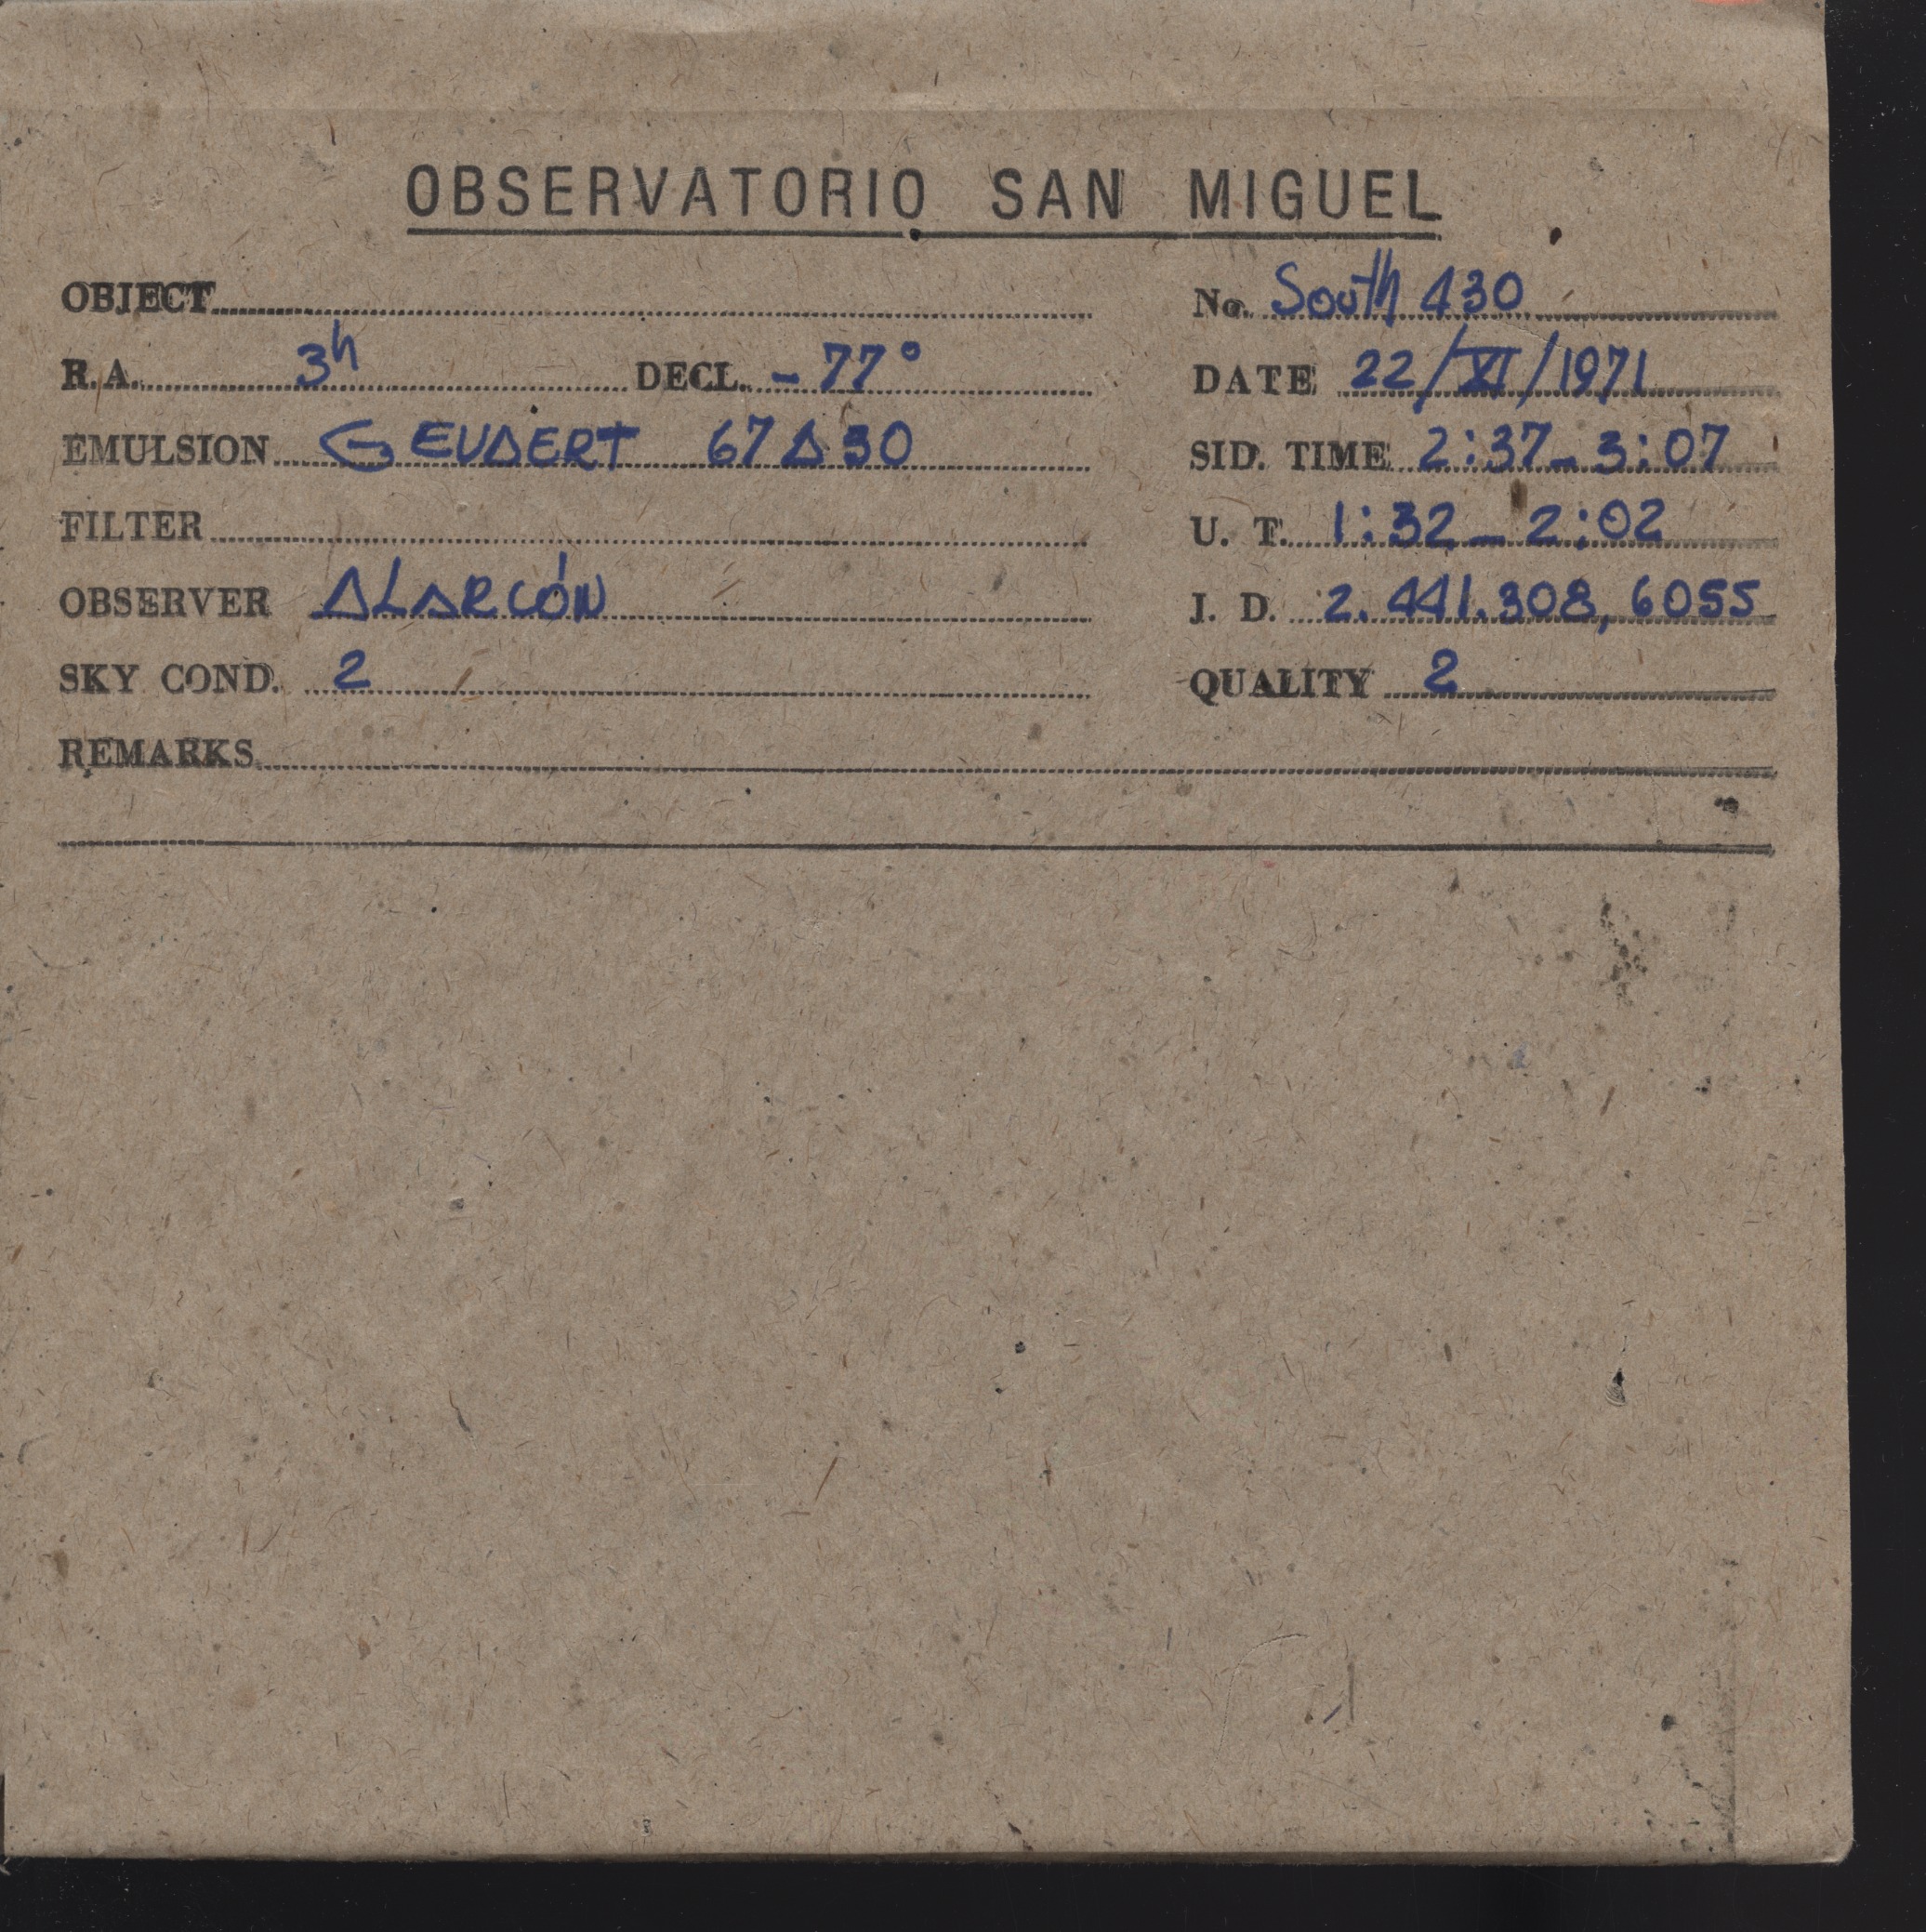 OBSERVATORIO SAN MIGUEL
OBJECT No. South 430
R.A. 3h DECL. -77° DATE 22/XI/1971
EMULSION GEVAERT 67A30 SID. TIME 2:37-3:07
FILTER U. T. 1:32-2:02
OBSERVER ALARCÓN J. D. 2.441.308,6055
SKY COND. 2 QUALITY 2
REMARKS